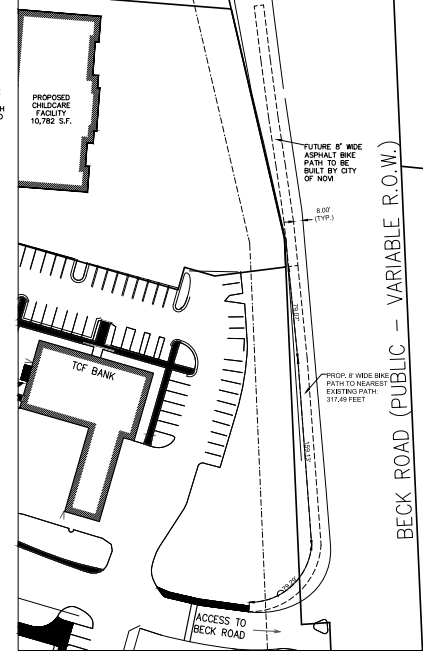 H
PROPOSED
CHILDCARE
FACILITY
10,782 S.F.
FUTURE 8' WIDE
ASPHALT BIKE
PATH TO BE
BUILT BY CITY
OF NOVI
8.00'
(TYP.)
BECK ROAD (PUBLIC - VARIABLE R.O.W.)
TCF BANK
PROP. 8' WIDE BIKE
PATH TO NEAREST
EXISTING PATH:
317.49 FEET
79.29'
ACCESS TO
BECK ROAD